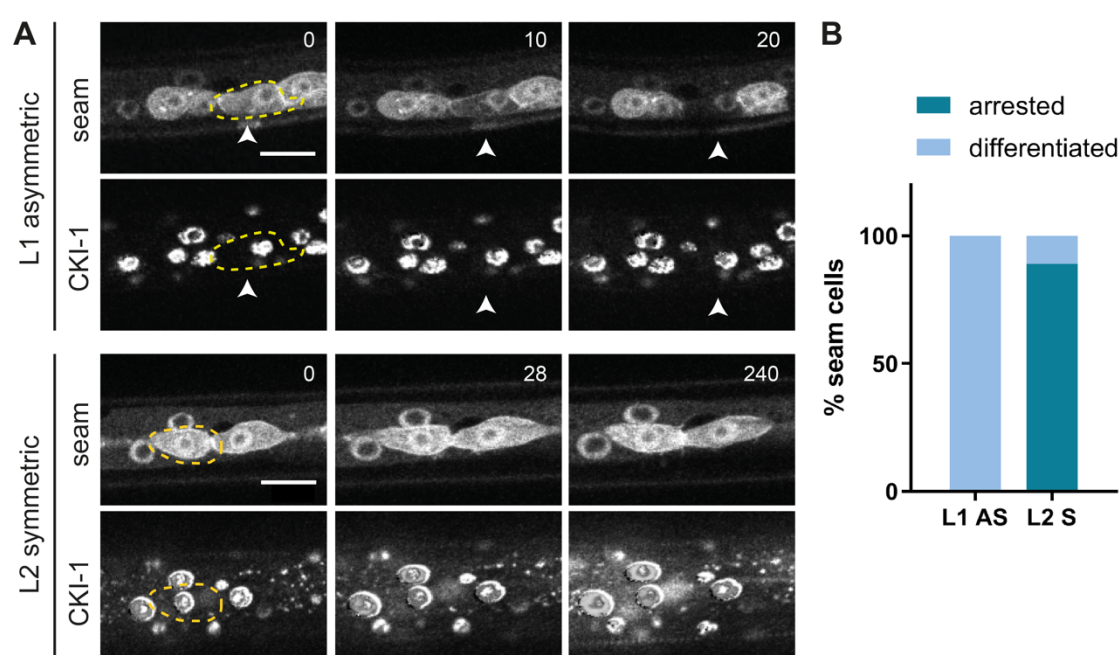 A
L1 asymmetric
seam
0
10
20
CKI-1
L2 symmetric
seam
0
28
240
CKI-1
B
arrested
differentiated
% seam cells
100
50
0
L1 AS
L2 S